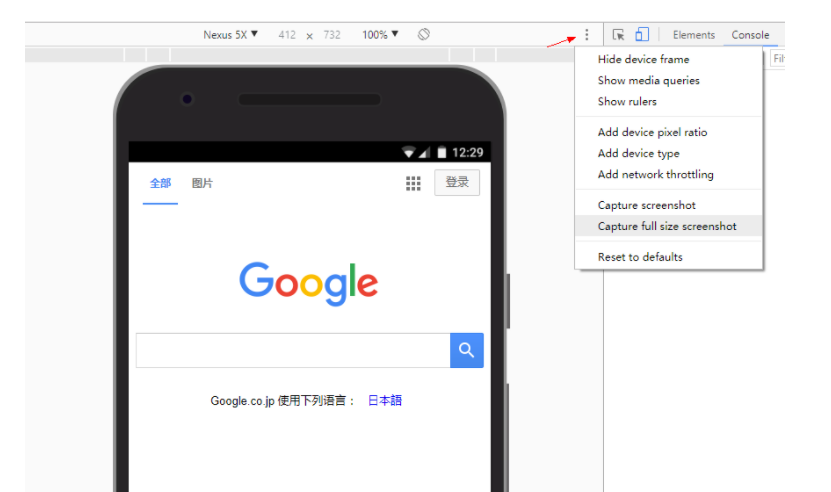 Nexus 5X ▼ 412 x 732 100% ▼
Elements Console
Hide device frame
Show media queries
Show rulers
Add device pixel ratio
Add device type
Add network throttling
Capture screenshot
Capture full size screenshot
Reset to defaults
12:29
全部 图片 登录
Google
Google.co.jp 使用下列语言： 日本語